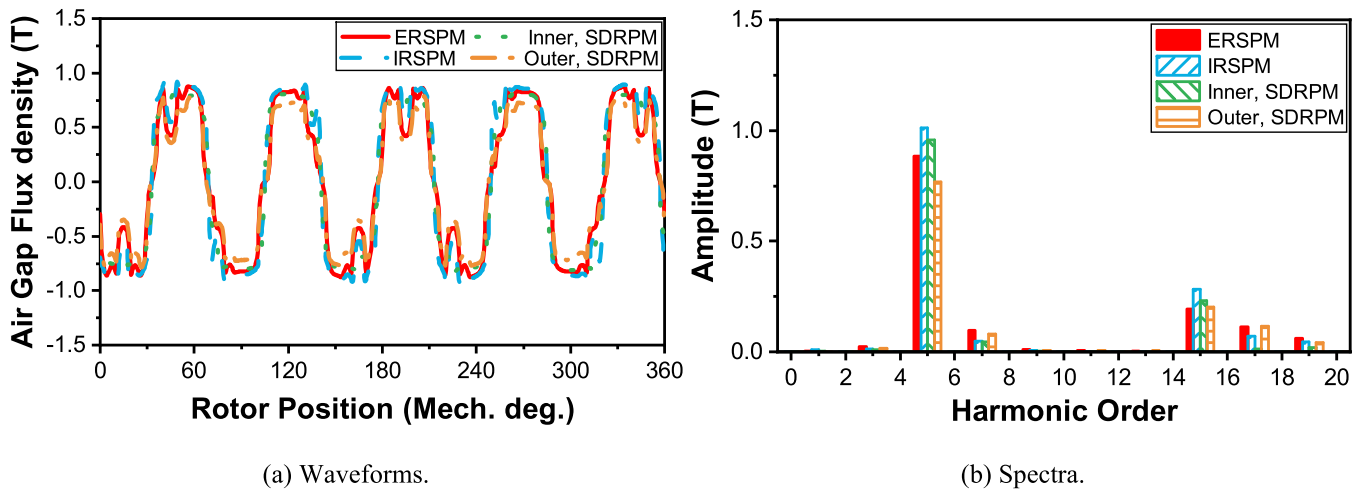 1.5
1.0
0.5
0.0
-0.5
-1.0
-1.5
Air Gap Flux density (T)
ERSPM
Inner, SDRPM
IRSPM
Outer, SDRPM
0 60 120 180 240 300 360
Rotor Position (Mech. deg.)
(a) Waveforms.
1.5
1.0
0.5
0.0
Amplitude (T)
ERSPM
IRSPM
Inner, SDRPM
Outer, SDRPM
0 2 4 6 8 10 12 14 16 18 20
Harmonic Order
(b) Spectra.